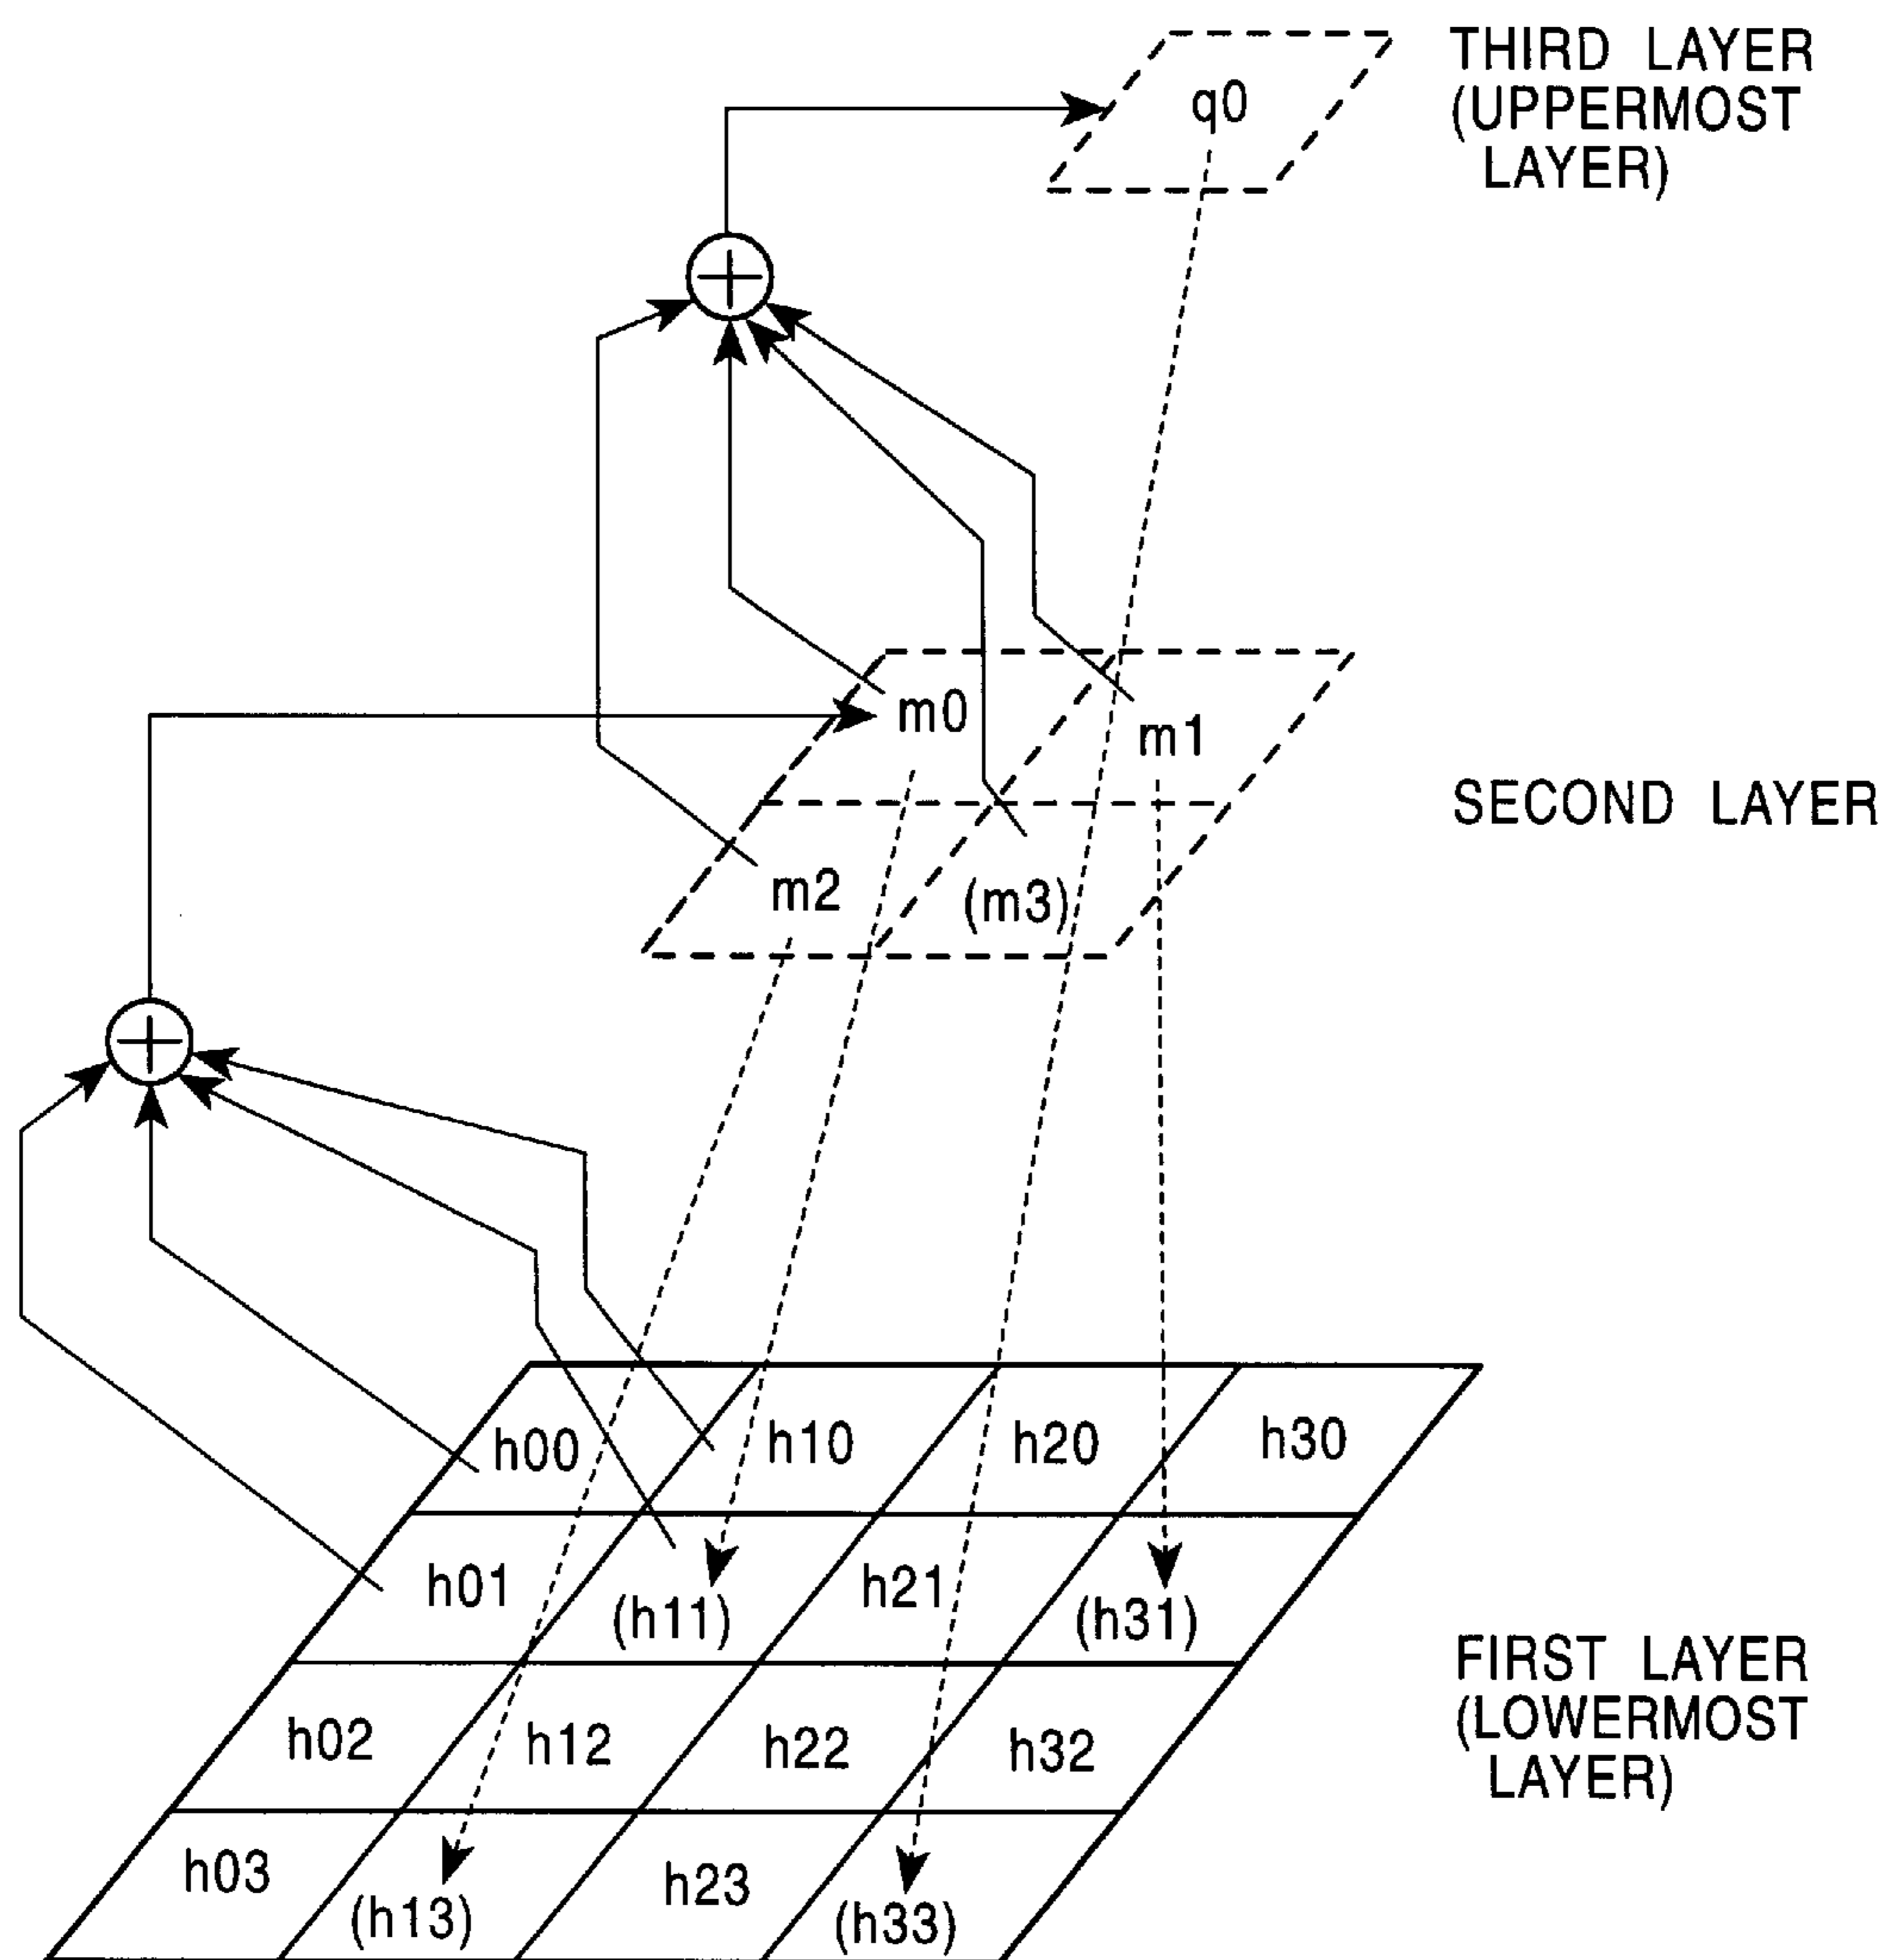 THIRD LAYER
(UPPERMOST
LAYER)
q0
m0
m1
SECOND LAYER
m2
(m3)
h00
h10
h20
h30
h01
(h11)
h21
(h31)
FIRST LAYER
(LOWERMOST
LAYER)
h02
h12
h22
h32
h03
(h13)
h23
(h33)